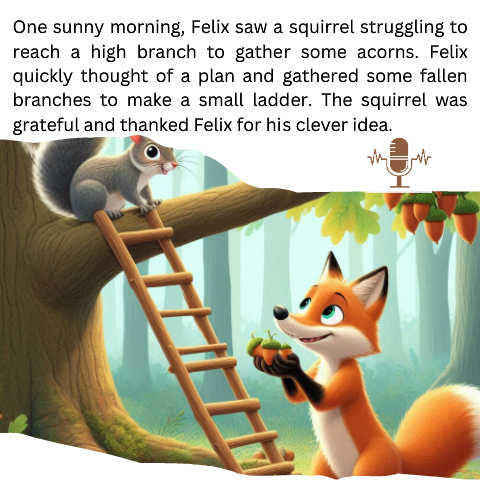 One sunny morning, Felix saw a squirrel struggling to
reach a high branch to gather some acorns. Felix
quickly thought of a plan and gathered some fallen
branches to make a small ladder. The squirrel was
grateful and thanked Felix for his clever idea.